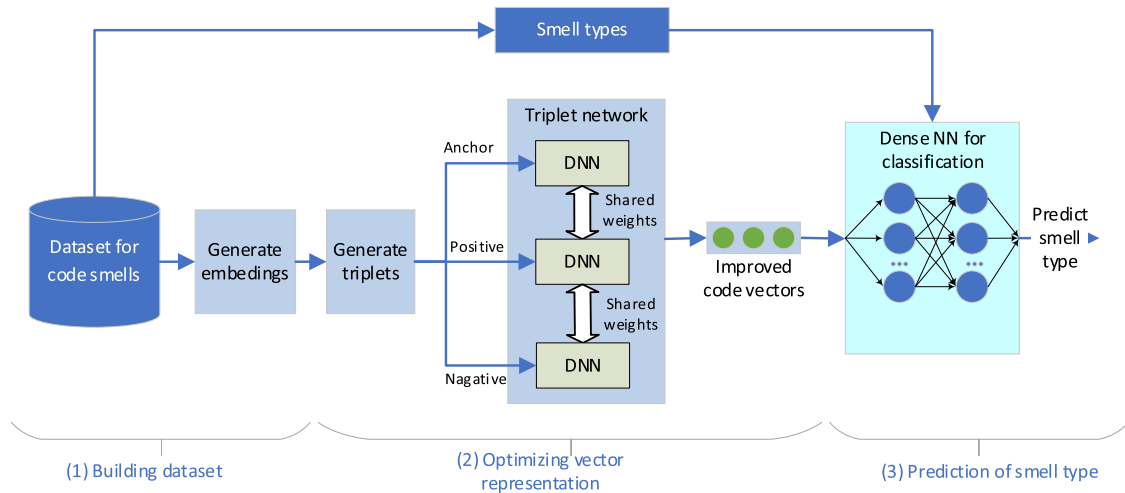 Smell types
Triplet network
Anchor
DNN
Shared
weights
Positive
DNN
Shared
weights
Nagative
DNN
Dataset for
code smells
Generate
embedings
Generate
triplets
Improved
code vectors
Dense NN for
classification
Predict
smell
type
(1) Building dataset
(2) Optimizing vector
representation
(3) Prediction of smell type